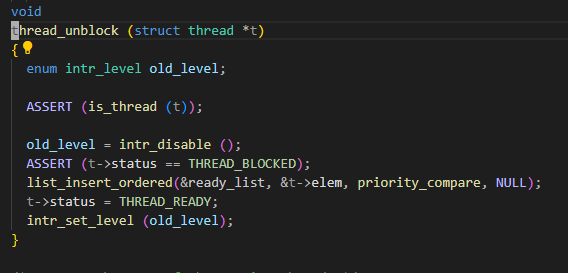 void
thread_unblock (struct thread *t)
{
  enum intr_level old_level;

  ASSERT (is_thread (t));

  old_level = intr_disable ();
  ASSERT (t->status == THREAD_BLOCKED);
  list_insert_ordered(&ready_list, &t->elem, priority_compare, NULL);
  t->status = THREAD_READY;
  intr_set_level (old_level);
}